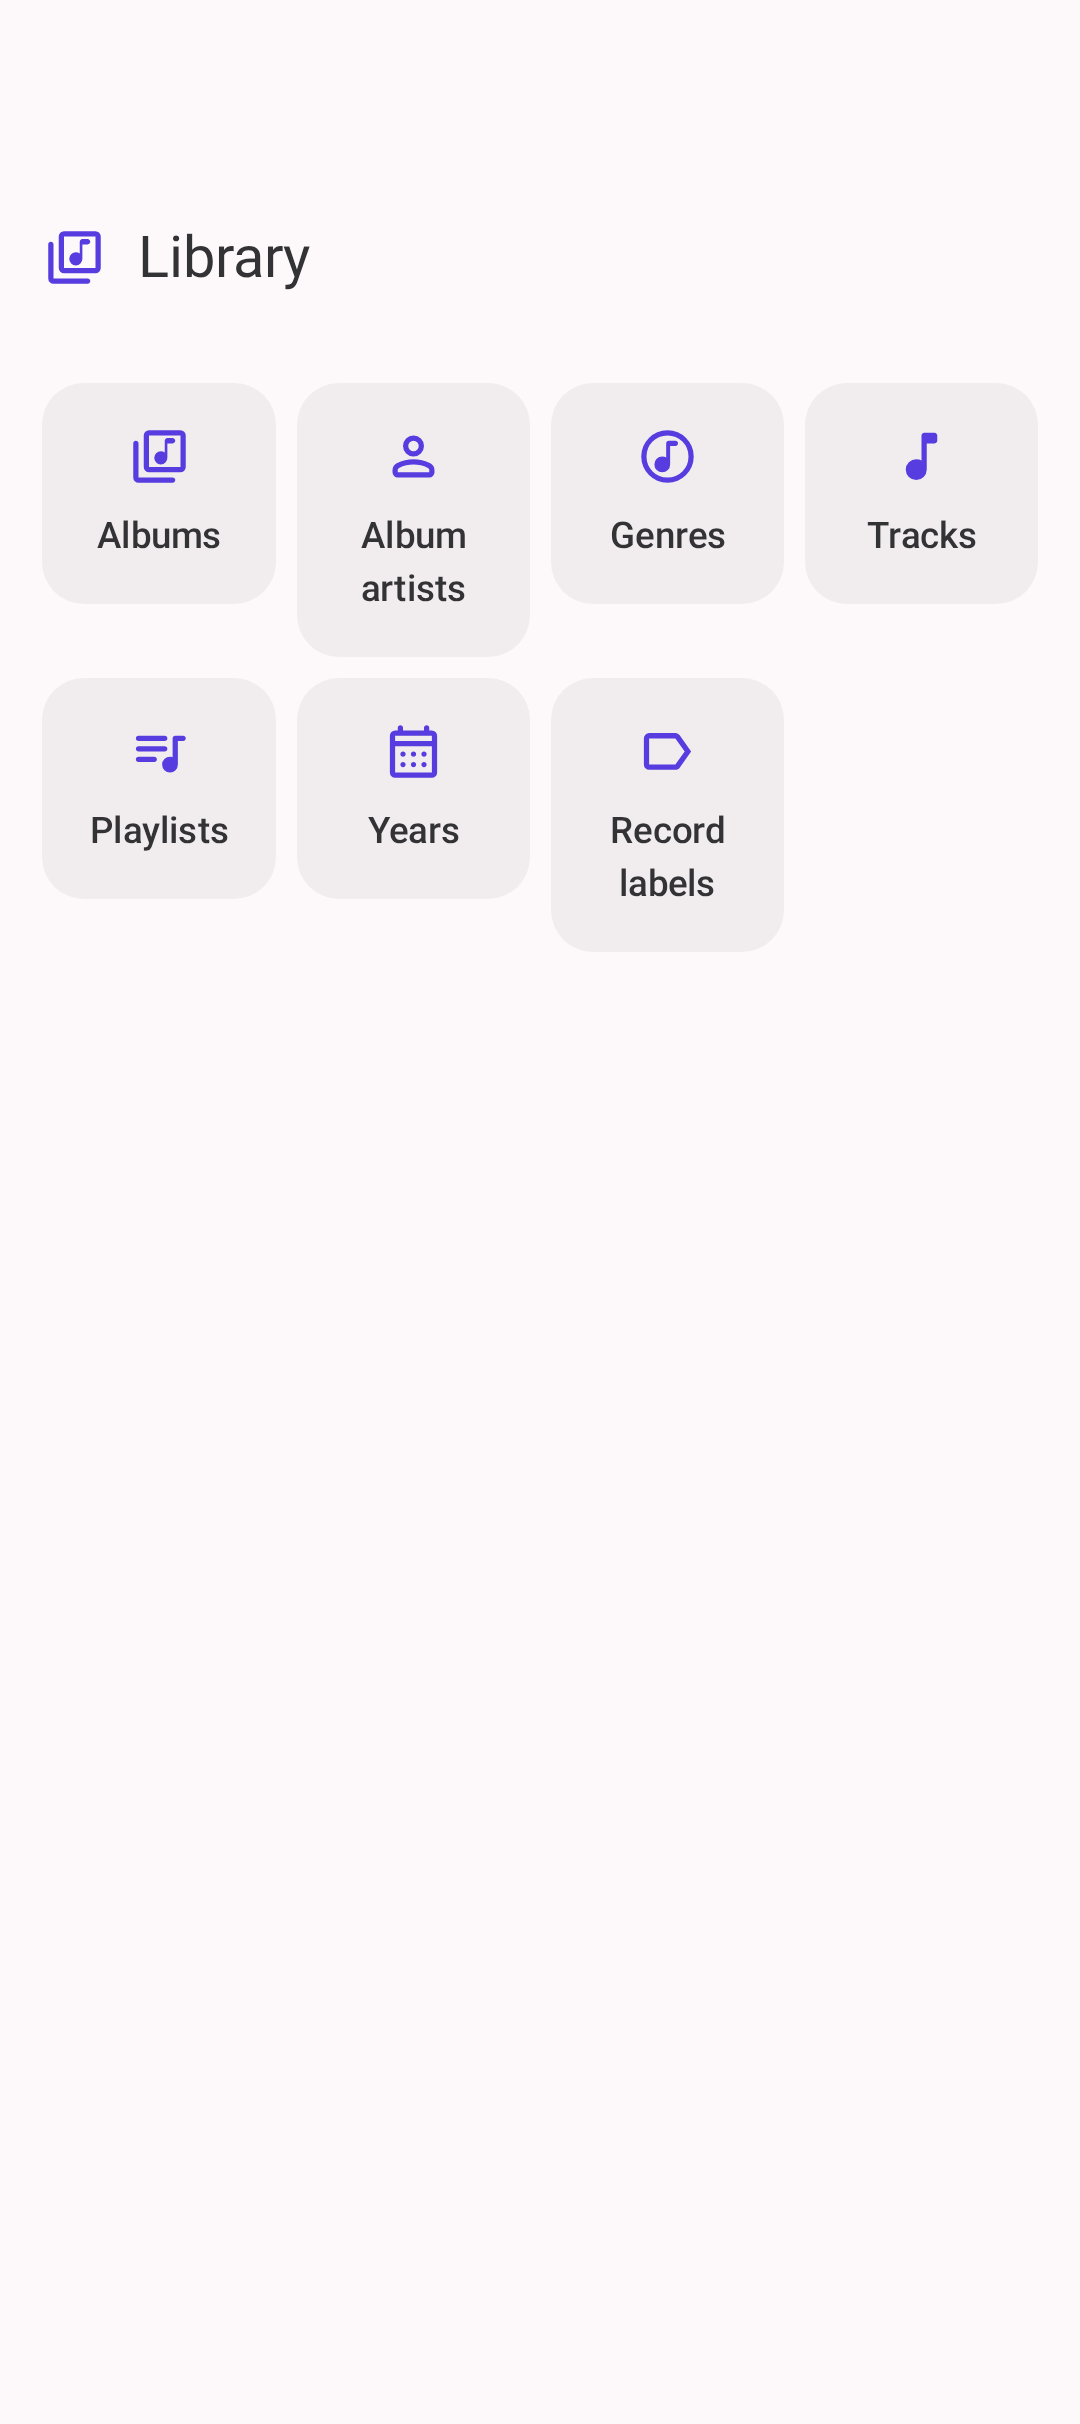 Library
Albums
Album
artists
Genres
Tracks
Playlists
Years
Record
labels